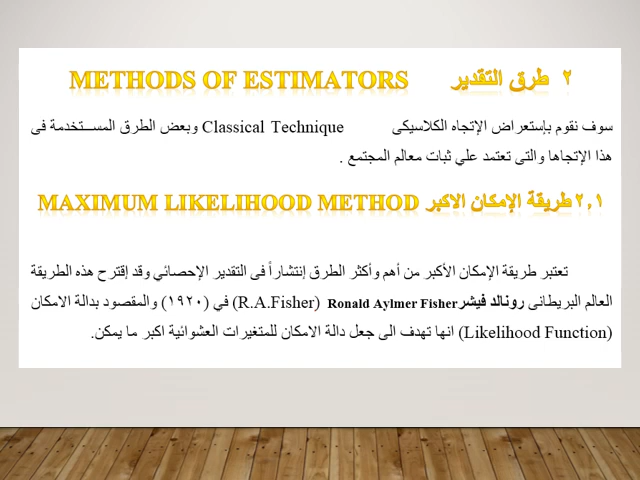 ٢ طرق التقدير METHODS OF ESTIMATORS
سوف نقوم بإستعراض الإتجاه الكلاسيكى Classical Technique وبعض الطرق المســتخدمة فى
هذا الإتجاها والتى تعتمد علي ثبات معالم المجتمع .
٢,١ طريقة الإمكان الاكبر MAXIMUM LIKELIHOOD METHOD
تعتبر طريقة الإمكان الأكبر من أهم وأكثر الطرق إنتشاراً فى التقدير الإحصائي وقد إقترح هذه الطريقة
العالم البريطانى رونالد فيشر Ronald Aylmer Fisher (R.A.Fisher) في (١٩٢٠) والمقصود بدالة الامكان
(Likelihood Function) انها تهدف الى جعل دالة الامكان للمتغيرات العشوائية اكبر ما يمكن.